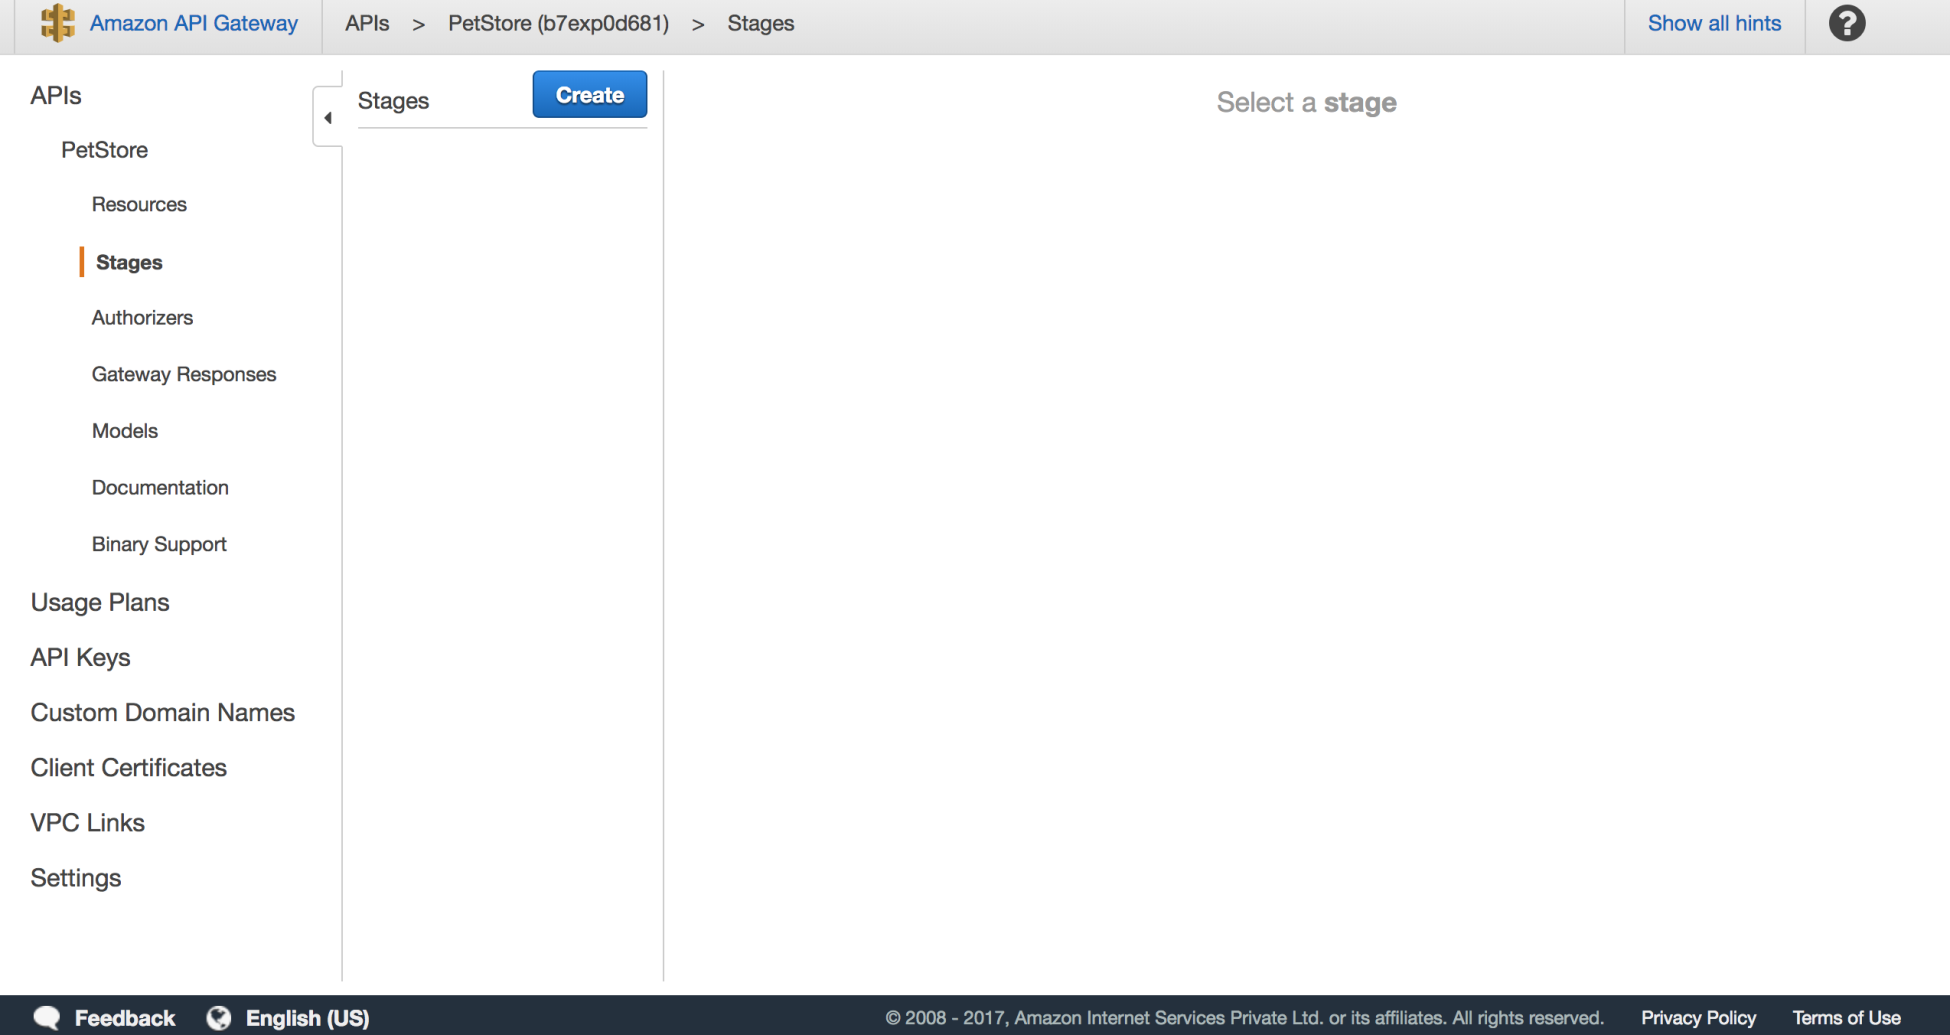 Amazon API Gateway
APIs > PetStore (b7exp0d681) > Stages
Show all hints
?
APIs
PetStore
Resources
Stages
Authorizers
Gateway Responses
Models
Documentation
Binary Support
Usage Plans
API Keys
Custom Domain Names
Client Certificates
VPC Links
Settings
Stages
Create
Select a stage
Feedback
English (US)
© 2008 - 2017, Amazon Internet Services Private Ltd. or its affiliates. All rights reserved.
Privacy Policy
Terms of Use